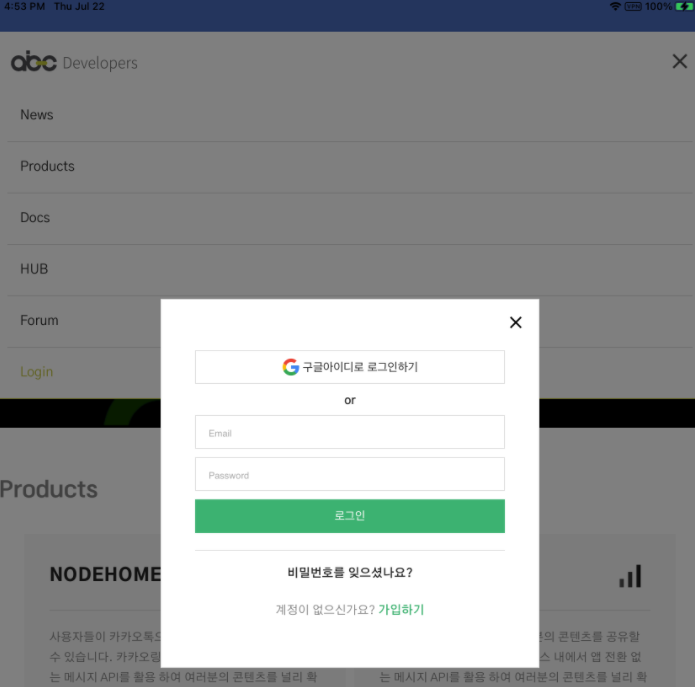 4:53 PM Thu Jul 22
VPN 100%
abc Developers
News
Products
Docs
HUB
Forum
Login
구글아이디로 로그인하기
or
Email
Password
로그인
비밀번호를 잊으셨나요?
계정이 없으신가요? 가입하기
Products
NODEHOME
사용자들이 카카오톡으
수 있습니다. 카카오링
는 메시지 API를 활용 하여 여러분의 콘텐츠를 널리 확
의 콘텐츠를 공유할
스 내에서 앱 전환 없
는 메시지 API를 활용 하여 여러분의 콘텐츠를 널리 확